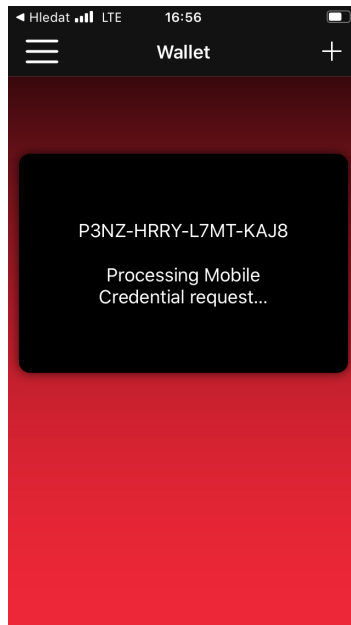 ◀ Hledat LTE 16:56
Wallet +
P3NZ-HRRY-L7MT-KAJ8
Processing Mobile
Credential request...